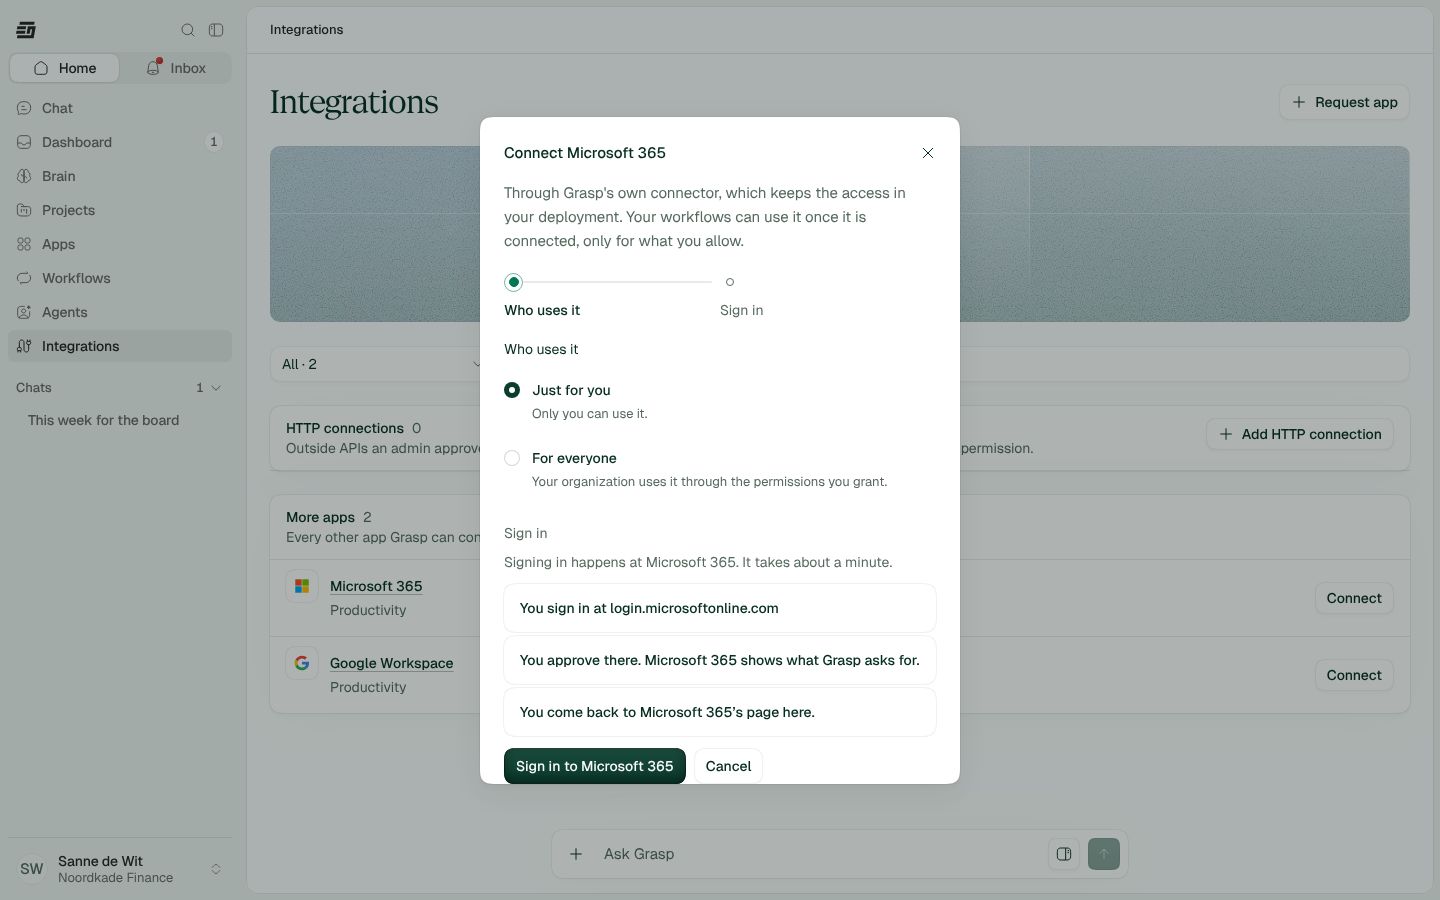 Integrations
Home
Inbox
Chat
Dashboard 1
Brain
Projects
Apps
Workflows
Agents
Integrations
Chats 1
This week for the board
SW
Sanne de Wit
Noordkade Finance
Integrations
Request app
All · 2
HTTP connections 0
Outside APIs an admin approve
permission.
Add HTTP connection
More apps 2
Every other app Grasp can con
Microsoft 365
Productivity
Connect
Google Workspace
Productivity
Connect
Connect Microsoft 365
Through Grasp's own connector, which keeps the access in
your deployment. Your workflows can use it once it is
connected, only for what you allow.
Who uses it
Sign in
Who uses it
Just for you
Only you can use it.
For everyone
Your organization uses it through the permissions you grant.
Sign in
Signing in happens at Microsoft 365. It takes about a minute.
You sign in at login.microsoftonline.com
You approve there. Microsoft 365 shows what Grasp asks for.
You come back to Microsoft 365’s page here.
Sign in to Microsoft 365
Cancel
Ask Grasp